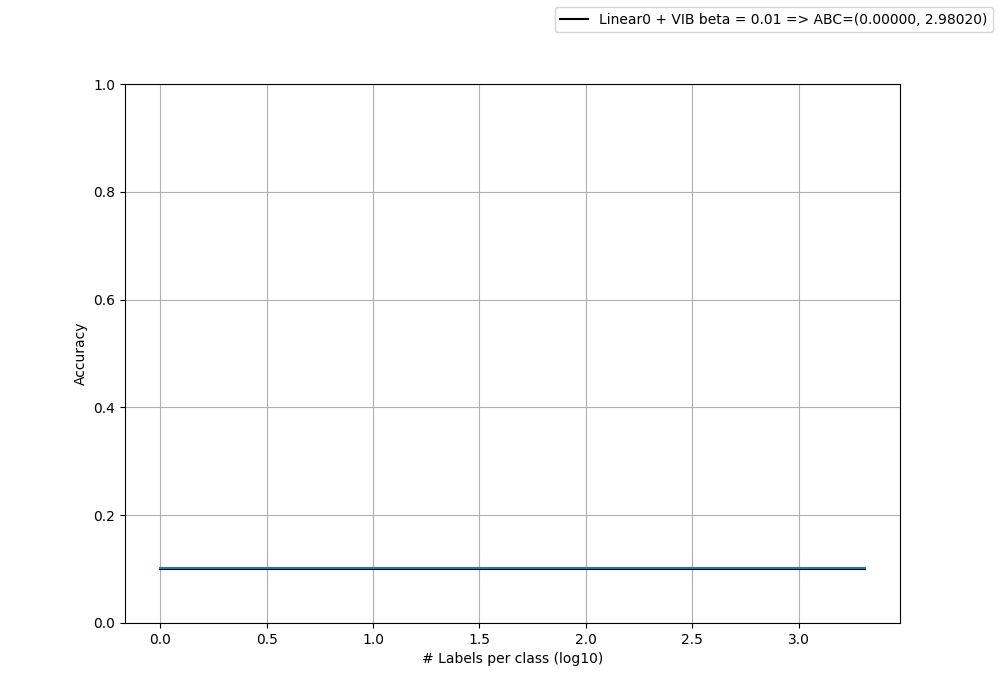 Linear0 + VIB beta = 0.01 => ABC=(0.00000, 2.98020)
1.0
0.8
0.6
0.4
0.2
0.0
Accuracy
0.0 0.5 1.0 1.5 2.0 2.5 3.0
# Labels per class (log10)